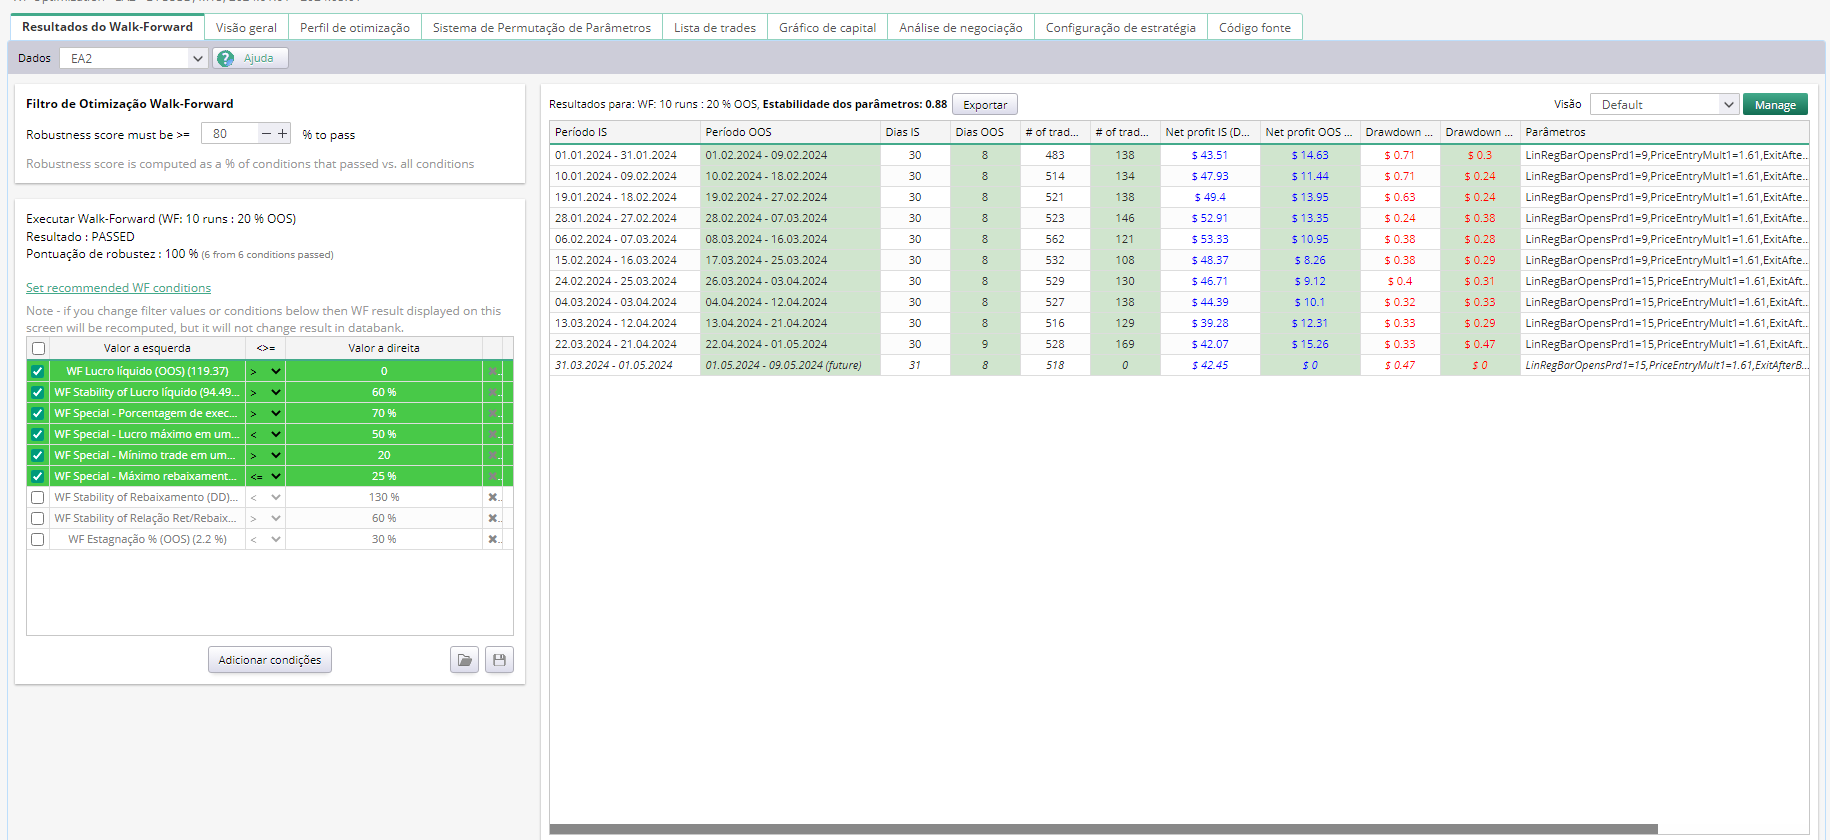 Resultados do Walk-Forward
Visão geral
Perfil de otimização
Sistema de Permutação de Parâmetros
Lista de trades
Gráfico de capital
Análise de negociação
Configuração de estratégia
Código fonte
Dados
EA2
Ajuda
Filtro de Otimização Walk-Forward
Robustness score must be >= 80 % to pass
Robustness score is computed as a % of conditions that passed vs. all conditions
Executar Walk-Forward (WF: 10 runs : 20 % OOS)
Resultado : PASSED
Pontuação de robustez : 100 % (6 from 6 conditions passed)
Set recommended WF conditions
Note - if you change filter values or conditions below then WF result displayed on this
screen will be recomputed, but it will not change result in databank.
Valor a esquerda <>= Valor a direita
WF Lucro líquido (OOS) (119.37) > 0
WF Stability of Lucro líquido (94.49... > 60 %
WF Special - Porcentagem de exec... > 70 %
WF Special - Lucro máximo em um... < 50 %
WF Special - Mínimo trade em um... > 20
WF Special - Máximo rebaixament... <= 25 %
WF Stability of Rebaixamento (DD)... < 130 %
WF Stability of Relação Ret/Rebaix... > 60 %
WF Estagnação % (OOS) (2.2 %) < 30 %
Adicionar condições
Resultados para: WF: 10 runs : 20 % OOS, Estabilidade dos parâmetros: 0.88
Exportar
Visão
Default
Manage
Período IS Período OOS Dias IS Dias OOS # of trad... # of trad... Net profit IS (D... Net profit OOS ... Drawdown ... Drawdown ... Parâmetros
01.01.2024 - 31.01.2024 01.02.2024 - 09.02.2024 30 8 483 138 $ 43.51 $ 14.63 $ 0.71 $ 0.3 LinRegBarOpensPrd1=9,PriceEntryMult1=1.61,ExitAfte...
10.01.2024 - 09.02.2024 10.02.2024 - 18.02.2024 30 8 514 134 $ 47.93 $ 11.44 $ 0.71 $ 0.24 LinRegBarOpensPrd1=9,PriceEntryMult1=1.61,ExitAfte...
19.01.2024 - 18.02.2024 19.02.2024 - 27.02.2024 30 8 521 138 $ 49.4 $ 13.95 $ 0.63 $ 0.24 LinRegBarOpensPrd1=9,PriceEntryMult1=1.61,ExitAfte...
28.01.2024 - 27.02.2024 28.02.2024 - 07.03.2024 30 8 523 146 $ 52.91 $ 13.35 $ 0.24 $ 0.38 LinRegBarOpensPrd1=9,PriceEntryMult1=1.61,ExitAfte...
06.02.2024 - 07.03.2024 08.03.2024 - 16.03.2024 30 8 562 121 $ 53.33 $ 10.95 $ 0.38 $ 0.28 LinRegBarOpensPrd1=9,PriceEntryMult1=1.61,ExitAfte...
15.02.2024 - 16.03.2024 17.03.2024 - 25.03.2024 30 8 532 108 $ 48.37 $ 8.26 $ 0.38 $ 0.29 LinRegBarOpensPrd1=9,PriceEntryMult1=1.61,ExitAfte...
24.02.2024 - 25.03.2024 26.03.2024 - 03.04.2024 30 8 529 130 $ 46.71 $ 9.12 $ 0.4 $ 0.31 LinRegBarOpensPrd1=15,PriceEntryMult1=1.61,ExitAft...
04.03.2024 - 03.04.2024 04.04.2024 - 12.04.2024 30 8 527 138 $ 44.39 $ 10.1 $ 0.32 $ 0.33 LinRegBarOpensPrd1=15,PriceEntryMult1=1.61,ExitAft...
13.03.2024 - 12.04.2024 13.04.2024 - 21.04.2024 30 8 516 129 $ 39.28 $ 12.31 $ 0.33 $ 0.29 LinRegBarOpensPrd1=15,PriceEntryMult1=1.61,ExitAft...
22.03.2024 - 21.04.2024 22.04.2024 - 01.05.2024 30 9 528 169 $ 42.07 $ 15.26 $ 0.33 $ 0.47 LinRegBarOpensPrd1=15,PriceEntryMult1=1.61,ExitAft...
31.03.2024 - 01.05.2024 01.05.2024 - 09.05.2024 (future) 31 8 518 0 $ 42.45 $ 0 $ 0.47 $ 0 LinRegBarOpensPrd1=15,PriceEntryMult1=1.61,ExitAfterB...